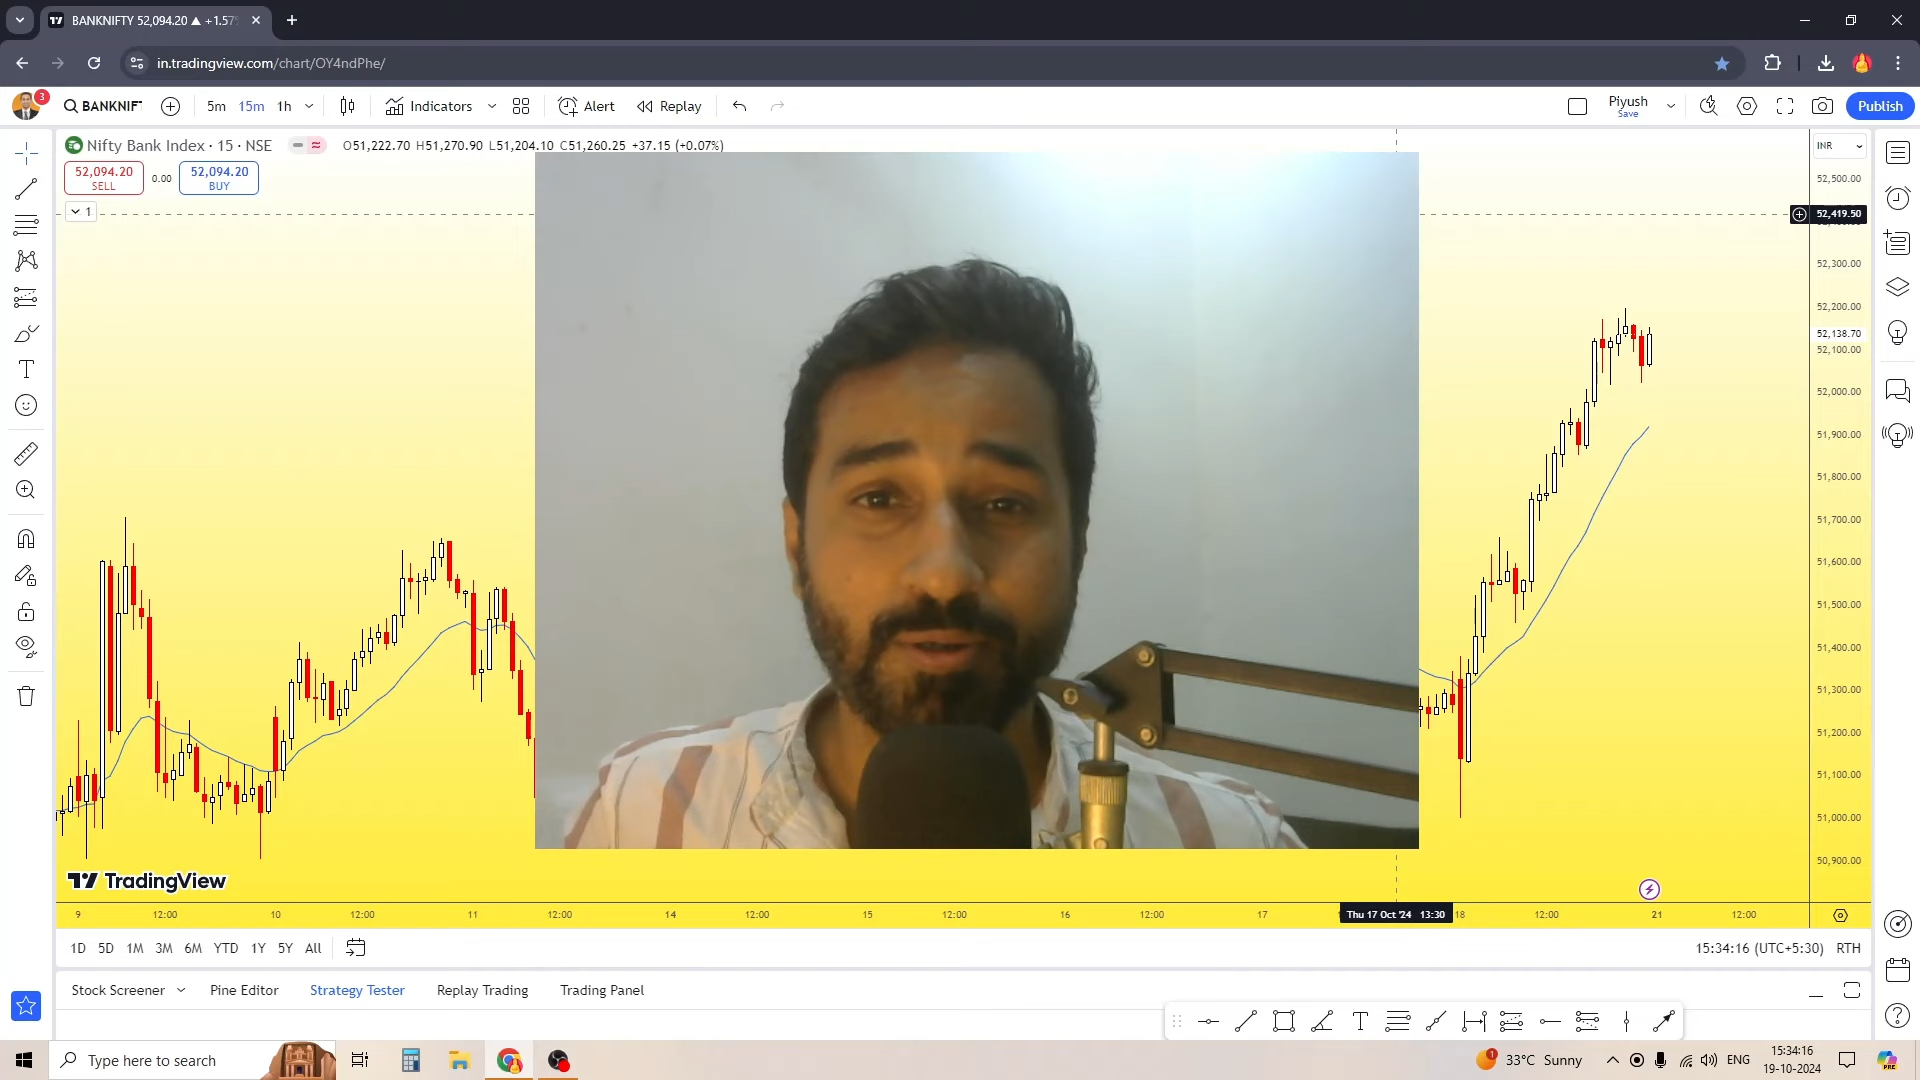 BANKNIFTY 52,094.20 ▲ +1.57%
in.tradingview.com/chart/OY4ndPhe/
3
BANKNIF
5m 15m 1h
Indicators
Alert
Replay
Piyush
Save
Publish
Nifty Bank Index · 15 · NSE
O51,222.70 H51,270.90 L51,204.10 C51,260.25 +37.15 (+0.07%)
INR
52,094.20
SELL
0.00
52,094.20
BUY
1
52,500.00
52,419.50
52,300.00
52,200.00
52,138.70
52,100.00
52,000.00
51,900.00
51,800.00
51,700.00
51,600.00
51,500.00
51,400.00
51,300.00
51,200.00
51,100.00
51,000.00
50,900.00
TradingView
9 12:00 10 12:00 11 12:00 14 12:00 15 12:00 16 12:00 17 Thu 17 Oct '24 13:30 18 12:00 21 12:00
1D 5D 1M 3M 6M YTD 1Y 5Y All
15:34:16 (UTC+5:30) RTH
Stock Screener Pine Editor Strategy Tester Replay Trading Trading Panel
Type here to search
1
33°C Sunny
ENG
15:34:16
19-10-2024
PRE